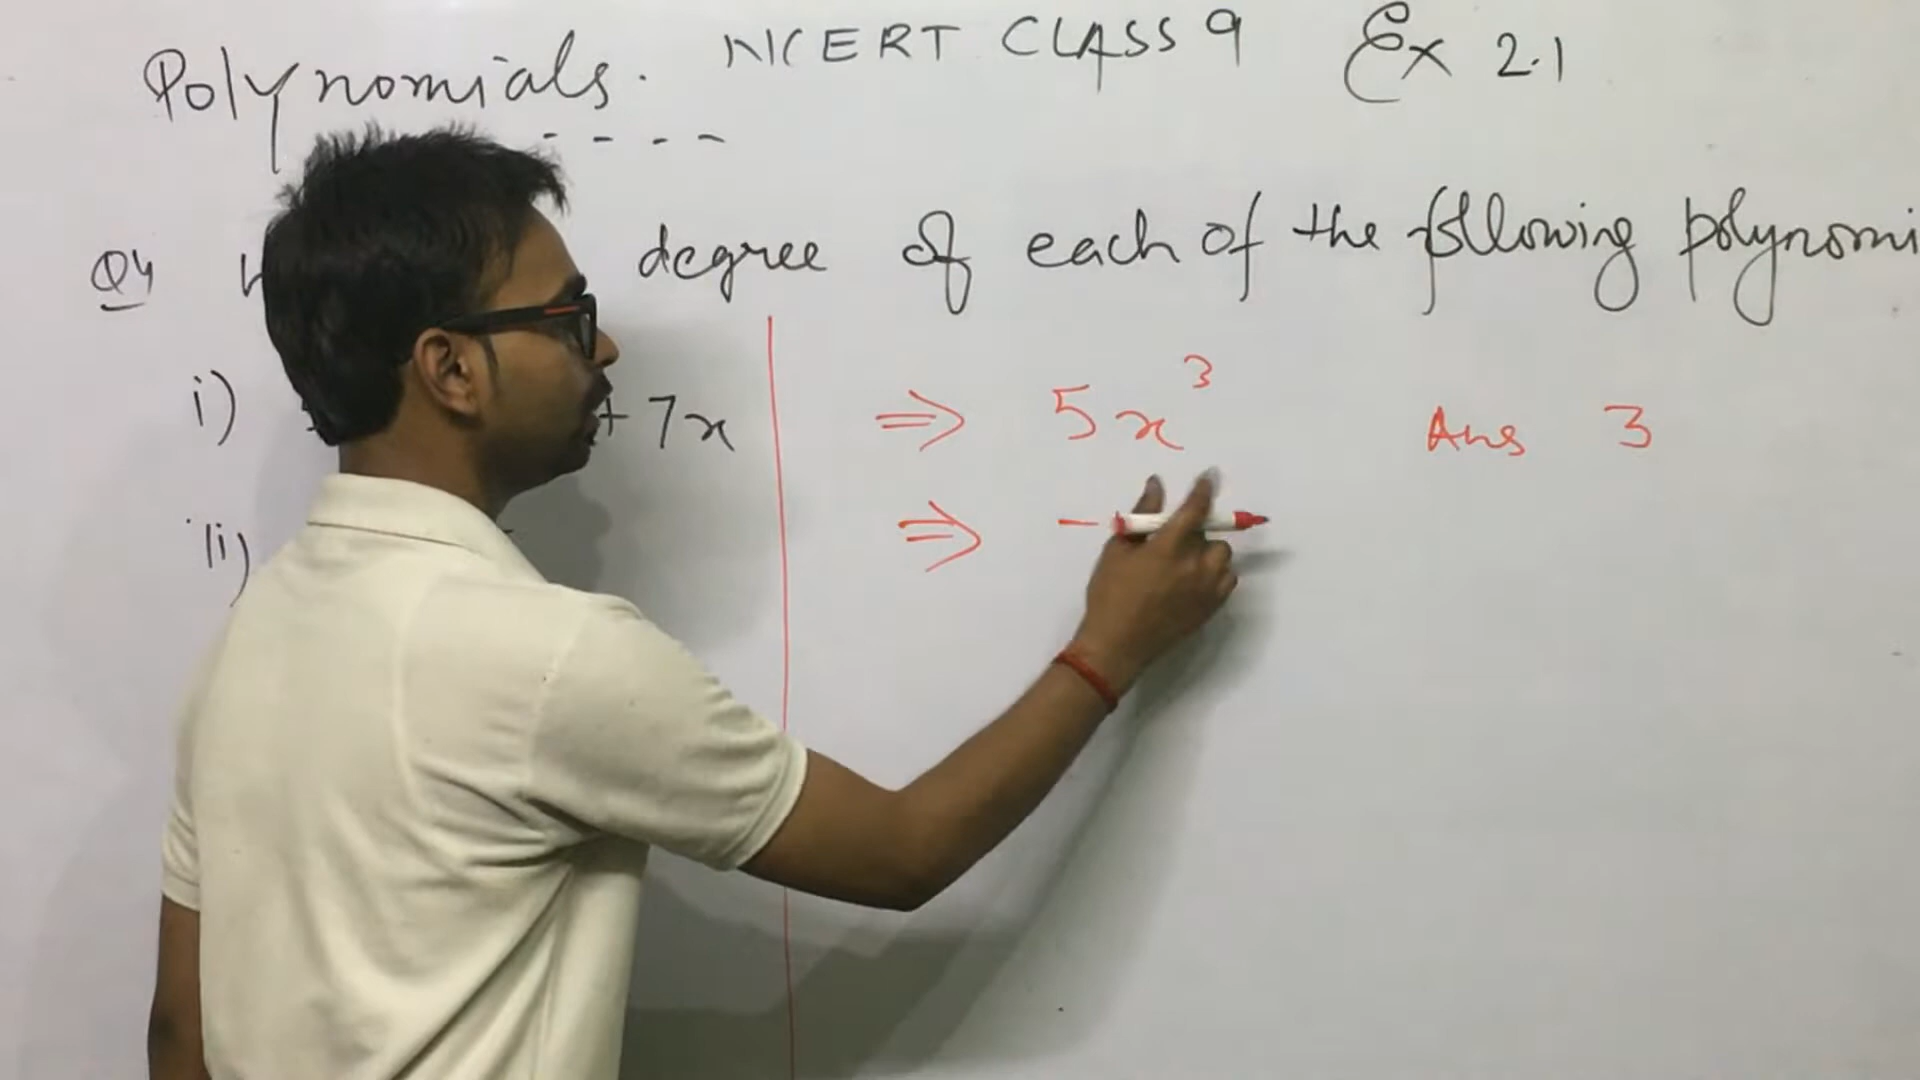 Polynomials. NCERT CLASS 9 Ex 2.1
Q4 degree of each of the following polynomi
i) + 7x ⇒ 5x³ Ans 3
ii) ⇒ -